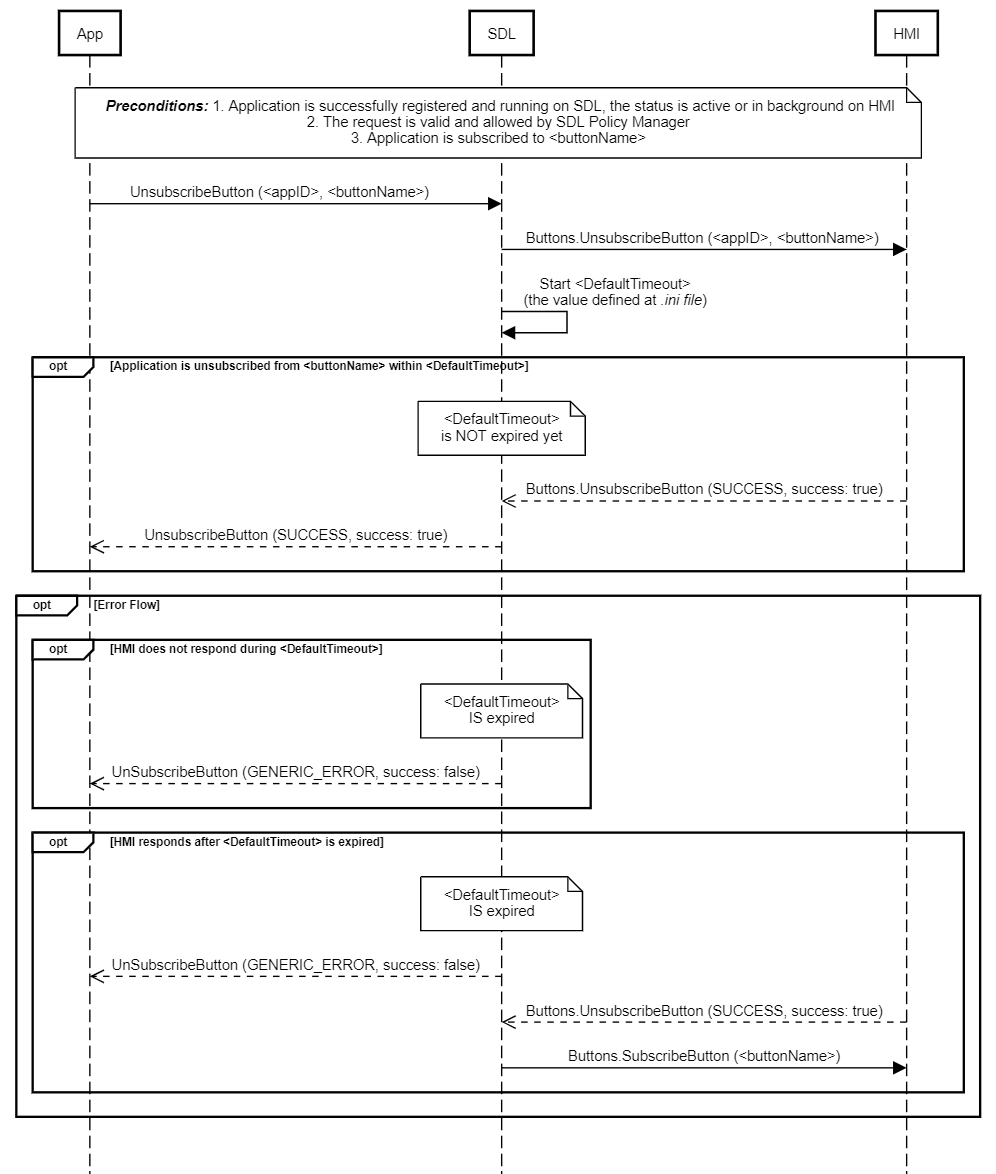 App
SDL
HMI
Preconditions: 1. Application is successfully registered and running on SDL, the status is active or in background on HMI
2. The request is valid and allowed by SDL Policy Manager
3. Application is subscribed to <buttonName>
UnsubscribeButton (<appID>, <buttonName>)
Buttons.UnsubscribeButton (<appID>, <buttonName>)
Start <DefaultTimeout>
(the value defined at .ini file)
opt
[Application is unsubscribed from <buttonName> within <DefaultTimeout>]
<DefaultTimeout>
is NOT expired yet
Buttons.UnsubscribeButton (SUCCESS, success: true)
UnsubscribeButton (SUCCESS, success: true)
opt
[Error Flow]
opt
[HMI does not respond during <DefaultTimeout>]
<DefaultTimeout>
IS expired
UnSubscribeButton (GENERIC_ERROR, success: false)
opt
[HMI responds after <DefaultTimeout> is expired]
<DefaultTimeout>
IS expired
UnSubscribeButton (GENERIC_ERROR, success: false)
Buttons.UnsubscribeButton (SUCCESS, success: true)
Buttons.SubscribeButton (<buttonName>)